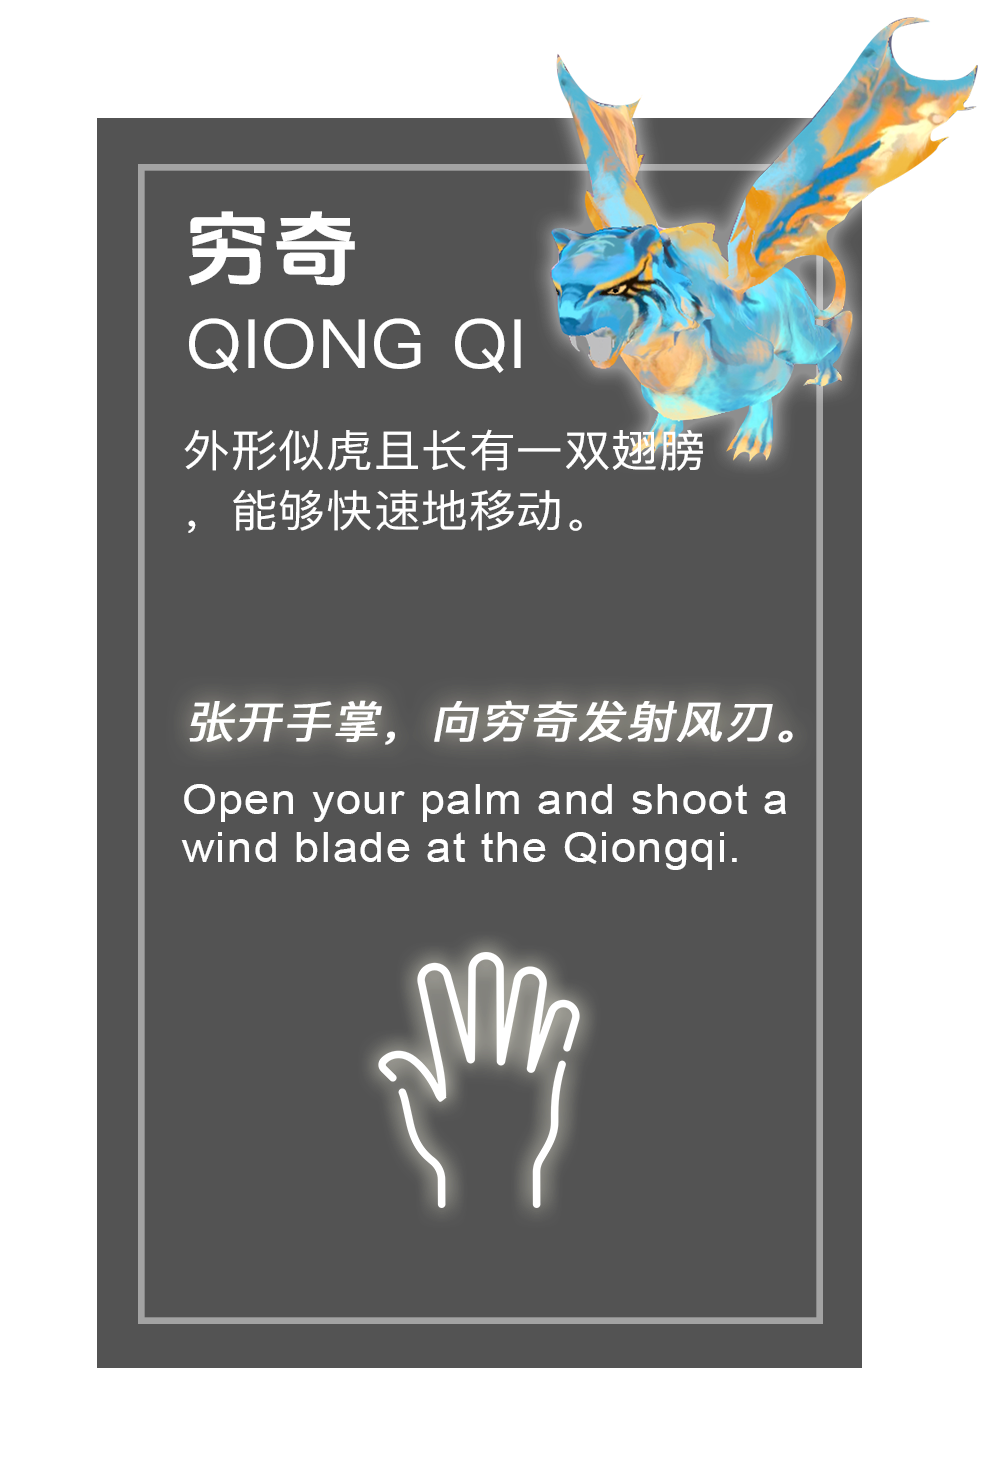 穷奇
QIONG QI
外形似虎且长有一双翅膀
，能够快速地移动。
张开手掌，向穷奇发射风刃。
Open your palm and shoot a
wind blade at the Qiongqi.